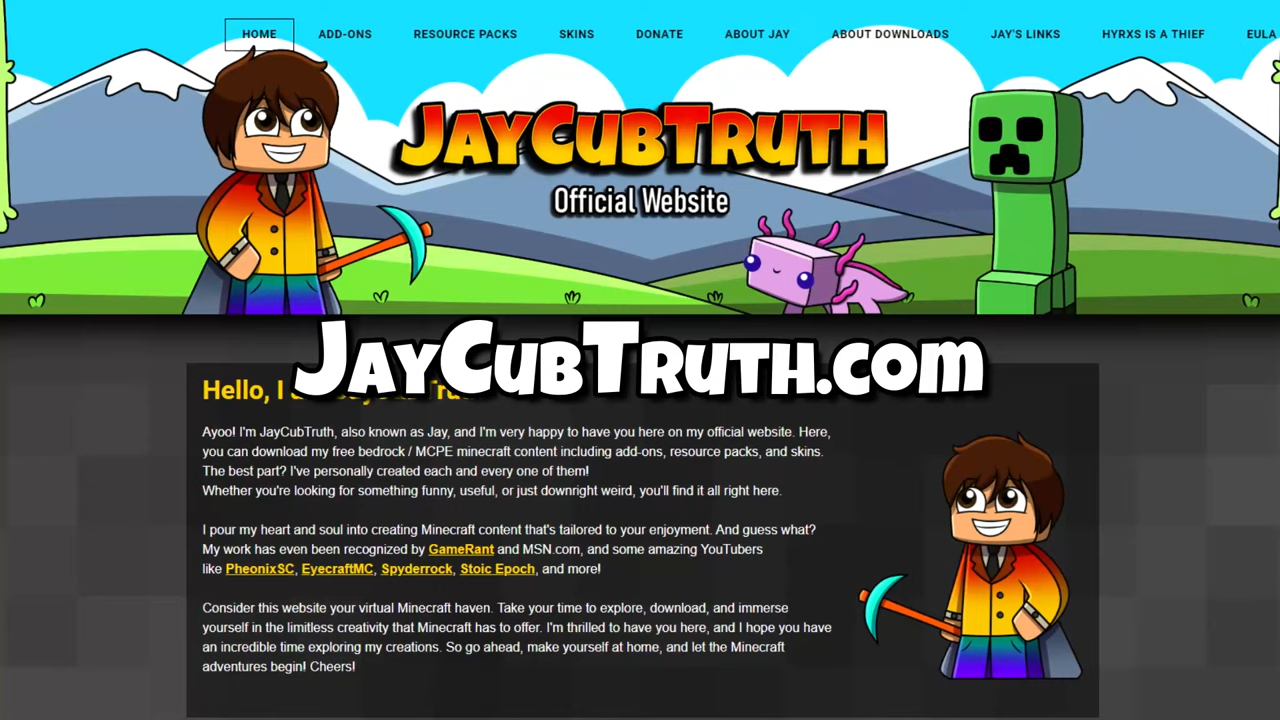 HOME ADD-ONS RESOURCE PACKS SKINS DONATE ABOUT JAY ABOUT DOWNLOADS JAY'S LINKS HYRXS IS A THIEF EULA
JAYCUBTRUTH
Official Website
JAYCUBTRUTH.COM
Hello, I
Ayoo! I'm JayCubTruth, also known as Jay, and I'm very happy to have you here on my official website. Here,
you can download my free bedrock / MCPE minecraft content including add-ons, resource packs, and skins.
The best part? I've personally created each and every one of them!
Whether you're looking for something funny, useful, or just downright weird, you'll find it all right here.
I pour my heart and soul into creating Minecraft content that's tailored to your enjoyment. And guess what?
My work has even been recognized by GameRant and MSN.com, and some amazing YouTubers
like PheonixSC, EyecraftMC, Spyderrock, Stoic Epoch, and more!
Consider this website your virtual Minecraft haven. Take your time to explore, download, and immerse
yourself in the limitless creativity that Minecraft has to offer. I'm thrilled to have you here, and I hope you have
an incredible time exploring my creations. So go ahead, make yourself at home, and let the Minecraft
adventures begin! Cheers!